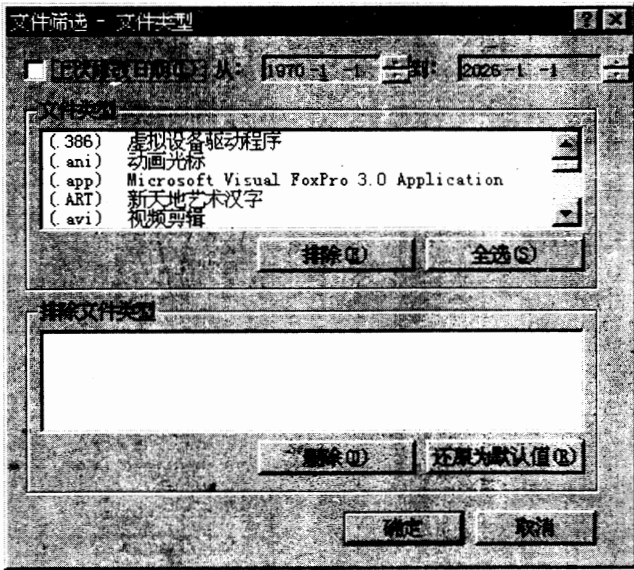 文件筛选 - 文件类型
上次修改日期(L) 从: 1970-1 -1 到: 2026-1 -1
文件类型
(.386) 虚拟设备驱动程序
(.ani) 动画光标
(.app) Microsoft Visual FoxPro 3.0 Application
(.ART) 新天地艺术汉字
(.avi) 视频剪辑
排除(E) 全选(S)
排除文件类型
删除(D) 还原为默认值(R)
确定 取消